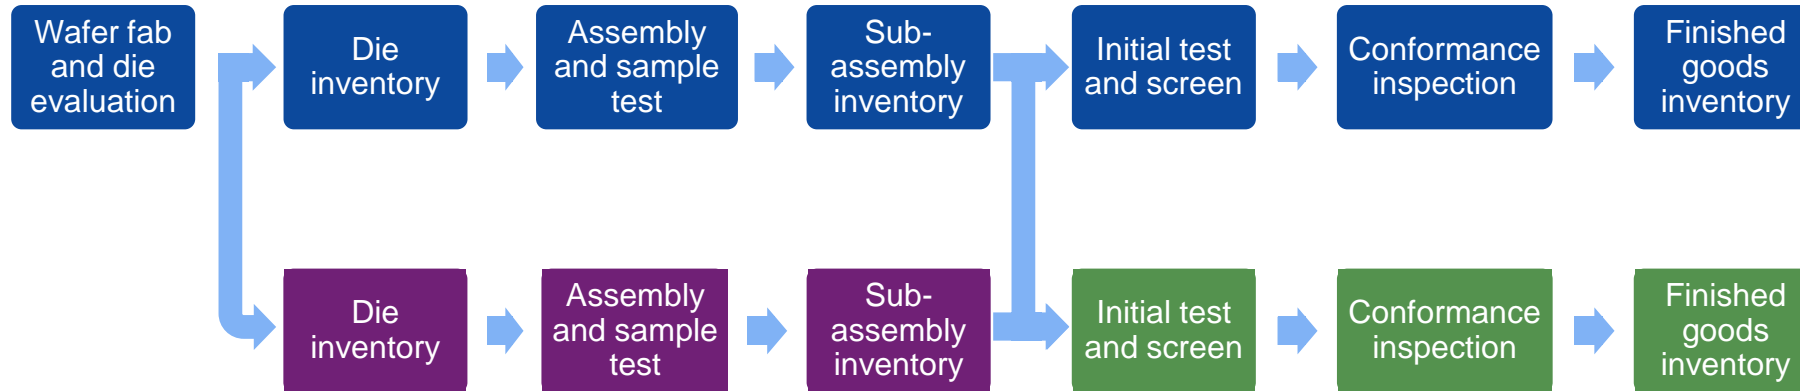 Wafer fab
and die
evaluation
Die
inventory
Assembly
and sample
test
Sub-
assembly
inventory
Initial test
and screen
Conformance
inspection
Finished
goods
inventory
Die
inventory
Assembly
and sample
test
Sub-
assembly
inventory
Initial test
and screen
Conformance
inspection
Finished
goods
inventory